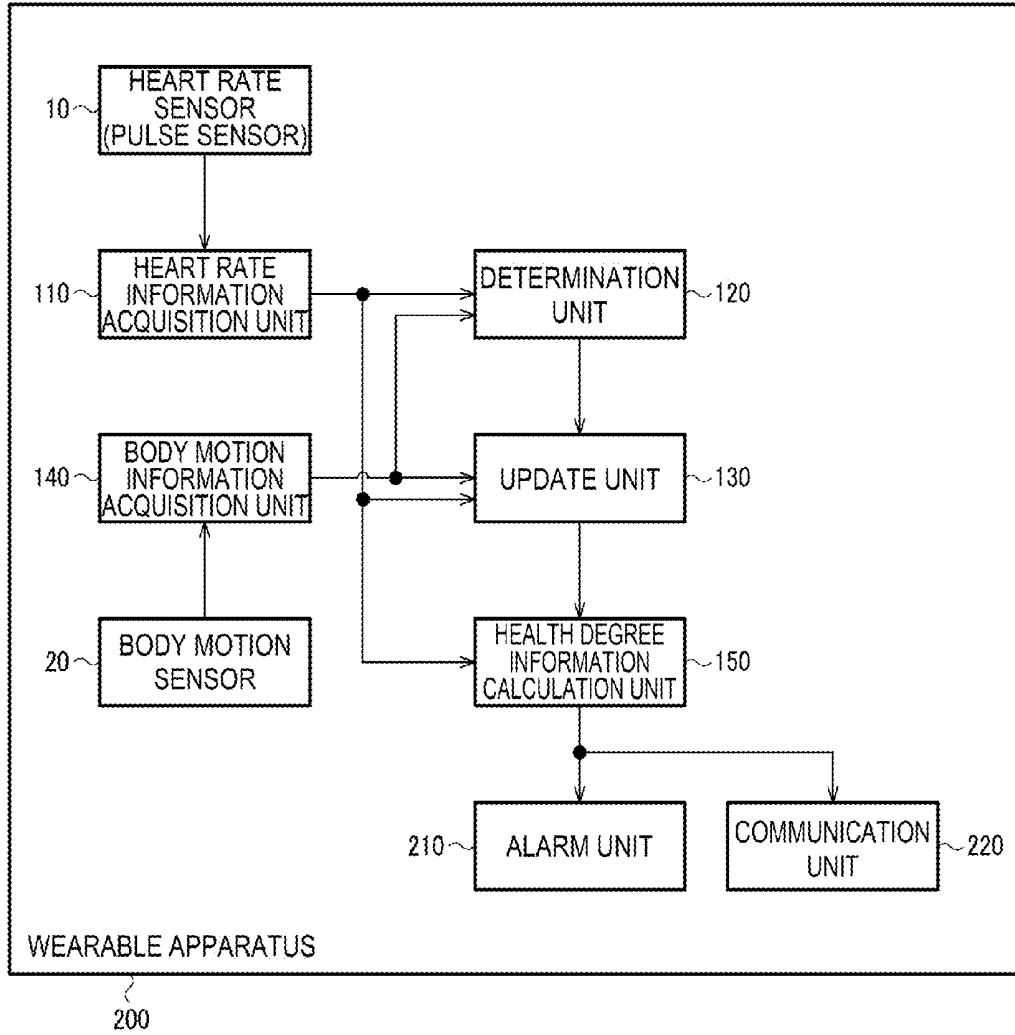 HEART RATE
SENSOR
(PULSE SENSOR)
10
HEART RATE
INFORMATION
ACQUISITION UNIT
110
DETERMINATION
UNIT
120
BODY MOTION
INFORMATION
ACQUISITION UNIT
140
UPDATE UNIT
130
BODY MOTION
SENSOR
20
HEALTH DEGREE
INFORMATION
CALCULATION UNIT
150
210
ALARM UNIT
COMMUNICATION
UNIT
220
WEARABLE APPARATUS
200